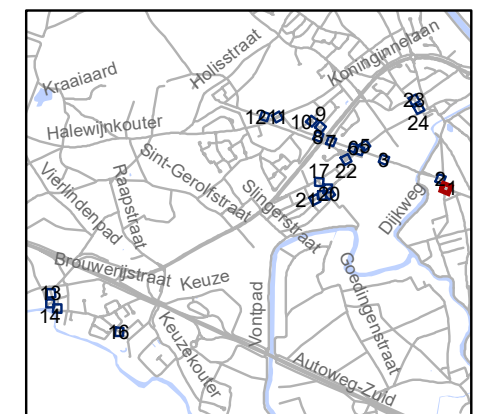 Koninginnelaan
Holisstraat
Kraaiaard
23
24
12 11
10 9
Halewijnkouter
8 7
6 5
3
22
Sint-Gerolfstraat
Vierlindenpad
Raapstraat
17
Slingerstraat
21 20
2
1
Dijkweg
Brouwerijstraat
Keuze
Goedingenstraat
Vontpad
13
14
16
Keuzekouter
Autoweg-Zuid